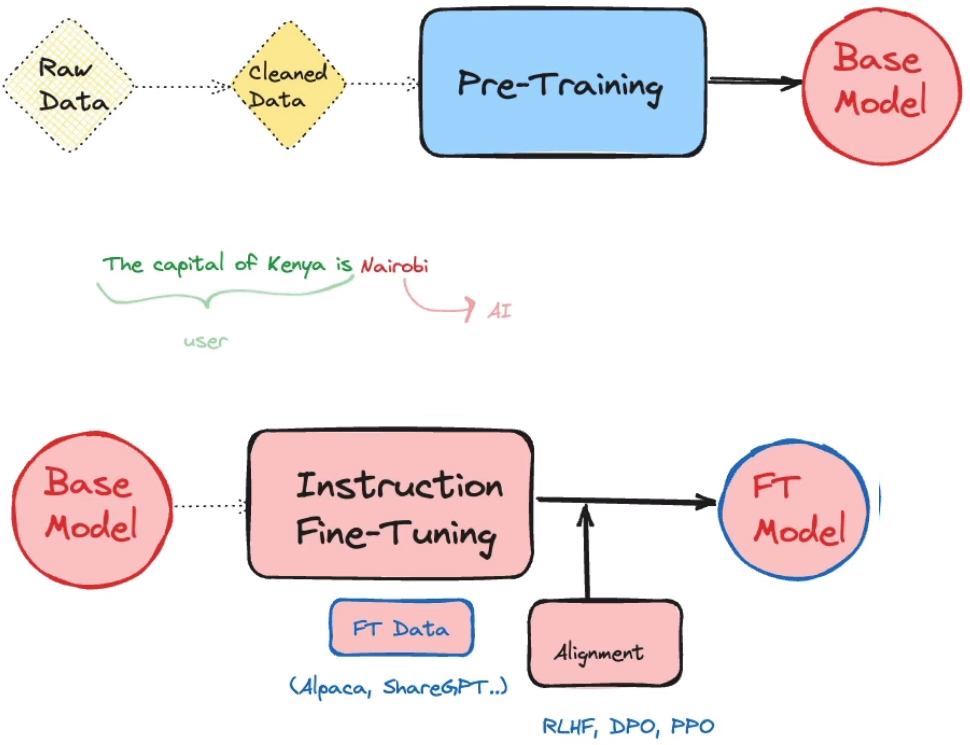 Raw
Data
Cleaned
Data
Pre-Training
Base
Model
The capital of Kenya is Nairobi
AI
user
Base
Model
Instruction
Fine-Tuning
FT
Model
FT Data
Alignment
(Alpaca, ShareGPT..)
RLHF, DPO, PPO